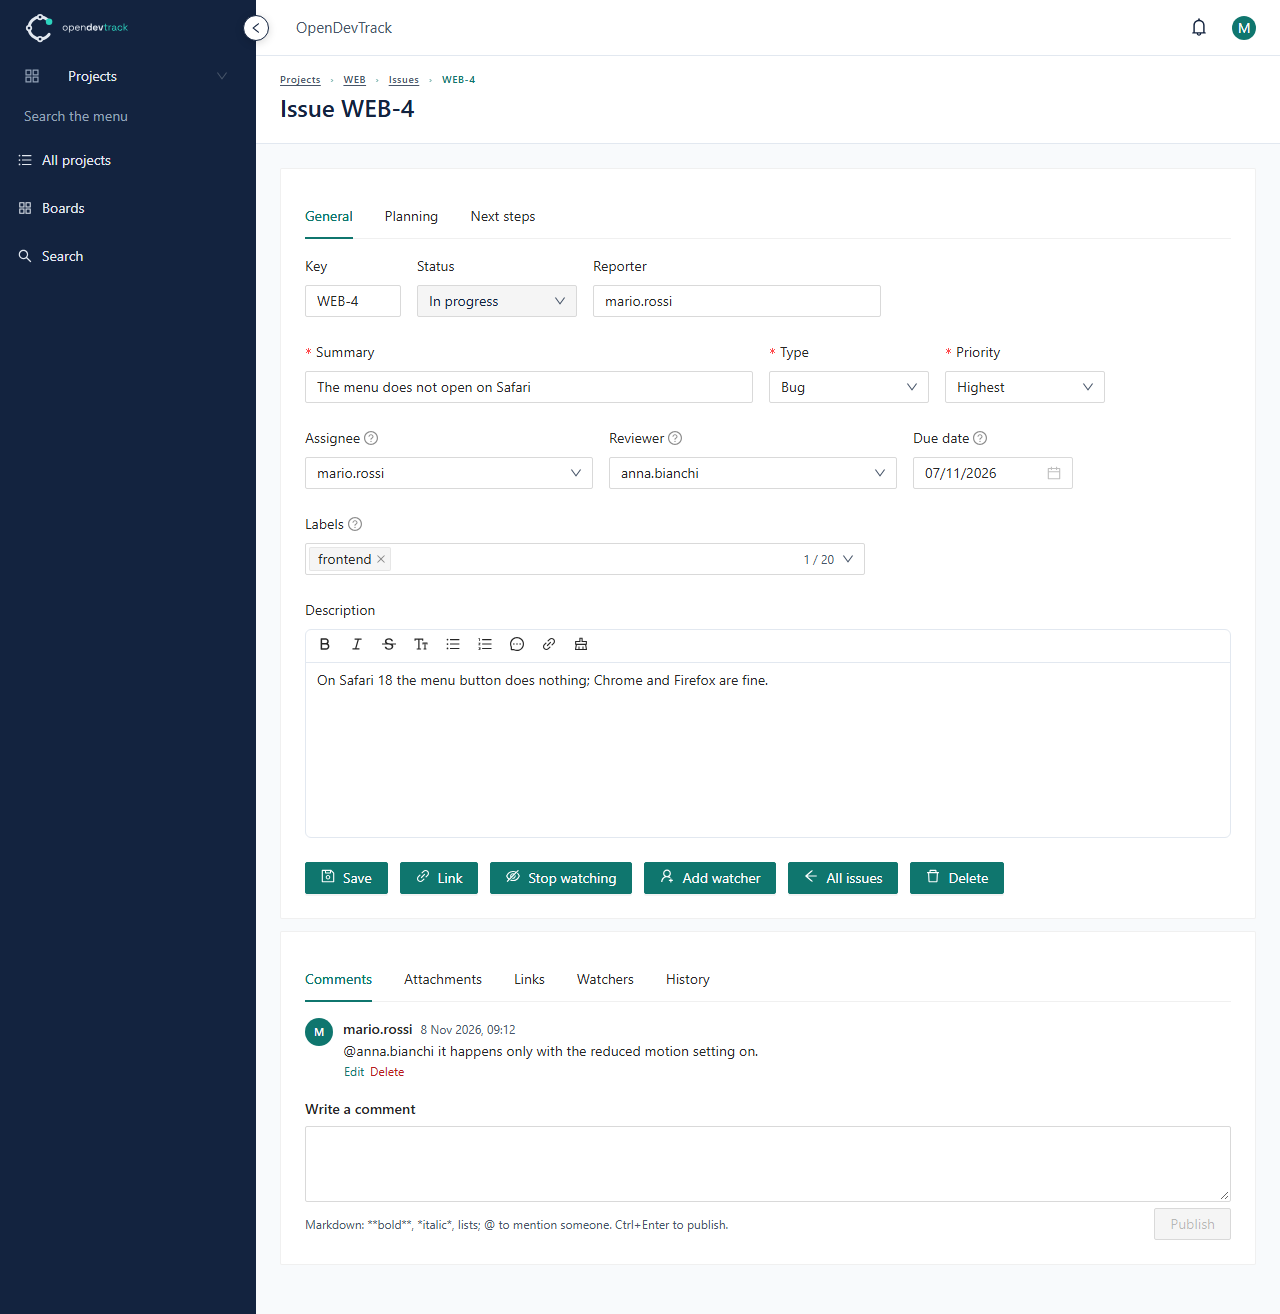 opendevtrack
OpenDevTrack
M
Projects
Search the menu
All projects
Boards
Search
Projects › WEB › Issues › WEB-4
Issue WEB-4
General Planning Next steps
Key Status Reporter
WEB-4 In progress mario.rossi
* Summary * Type * Priority
The menu does not open on Safari Bug Highest
Assignee Reviewer Due date
mario.rossi anna.bianchi 07/11/2026
Labels
frontend 1 / 20
Description
On Safari 18 the menu button does nothing; Chrome and Firefox are fine.
Save Link Stop watching Add watcher All issues Delete
Comments Attachments Links Watchers History
M mario.rossi 8 Nov 2026, 09:12
@anna.bianchi it happens only with the reduced motion setting on.
Edit Delete
Write a comment
Markdown: **bold**, *italic*, lists; @ to mention someone. Ctrl+Enter to publish.
Publish